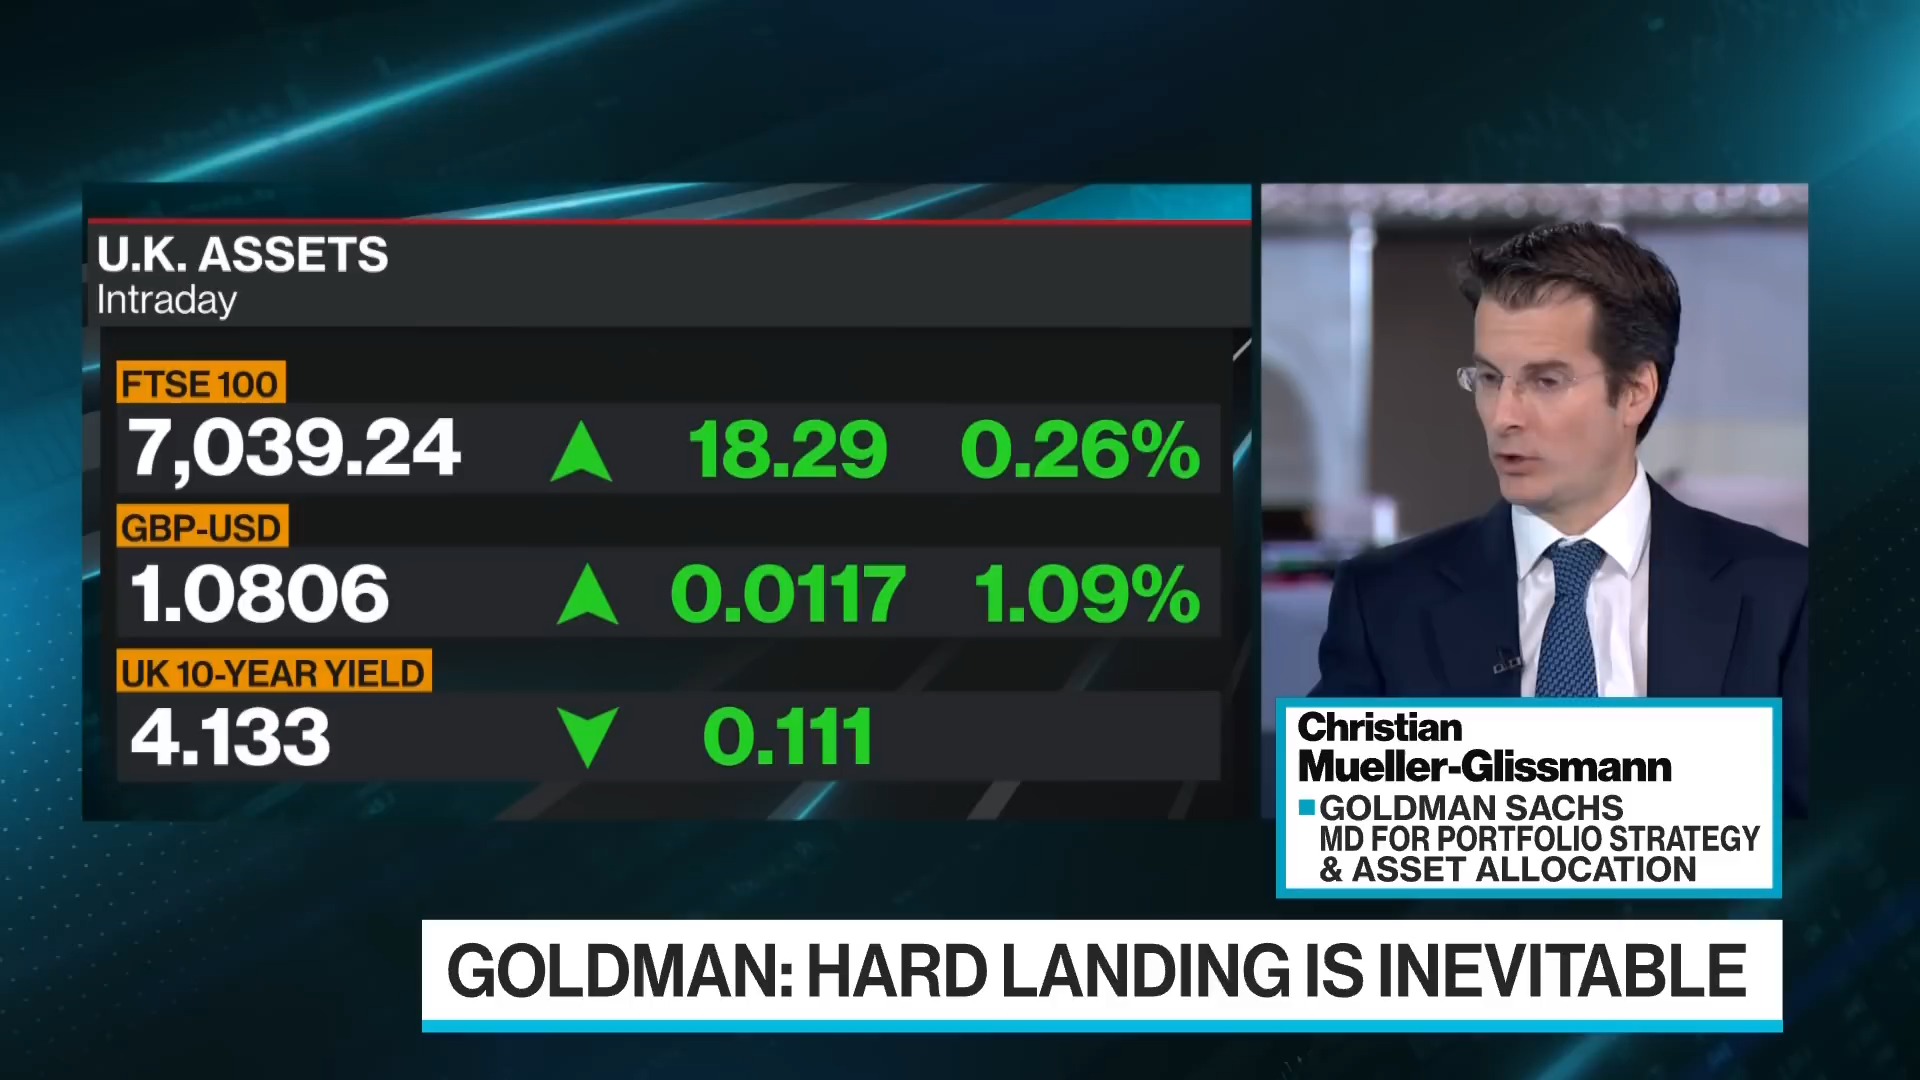 U.K. ASSETS
Intraday
FTSE 100
7,039.24 ▲ 18.29 0.26%
GBP-USD
1.0806 ▲ 0.0117 1.09%
UK 10-YEAR YIELD
4.133 ▼ 0.111
Christian
Mueller-Glissmann
GOLDMAN SACHS
MD FOR PORTFOLIO STRATEGY
& ASSET ALLOCATION
GOLDMAN: HARD LANDING IS INEVITABLE